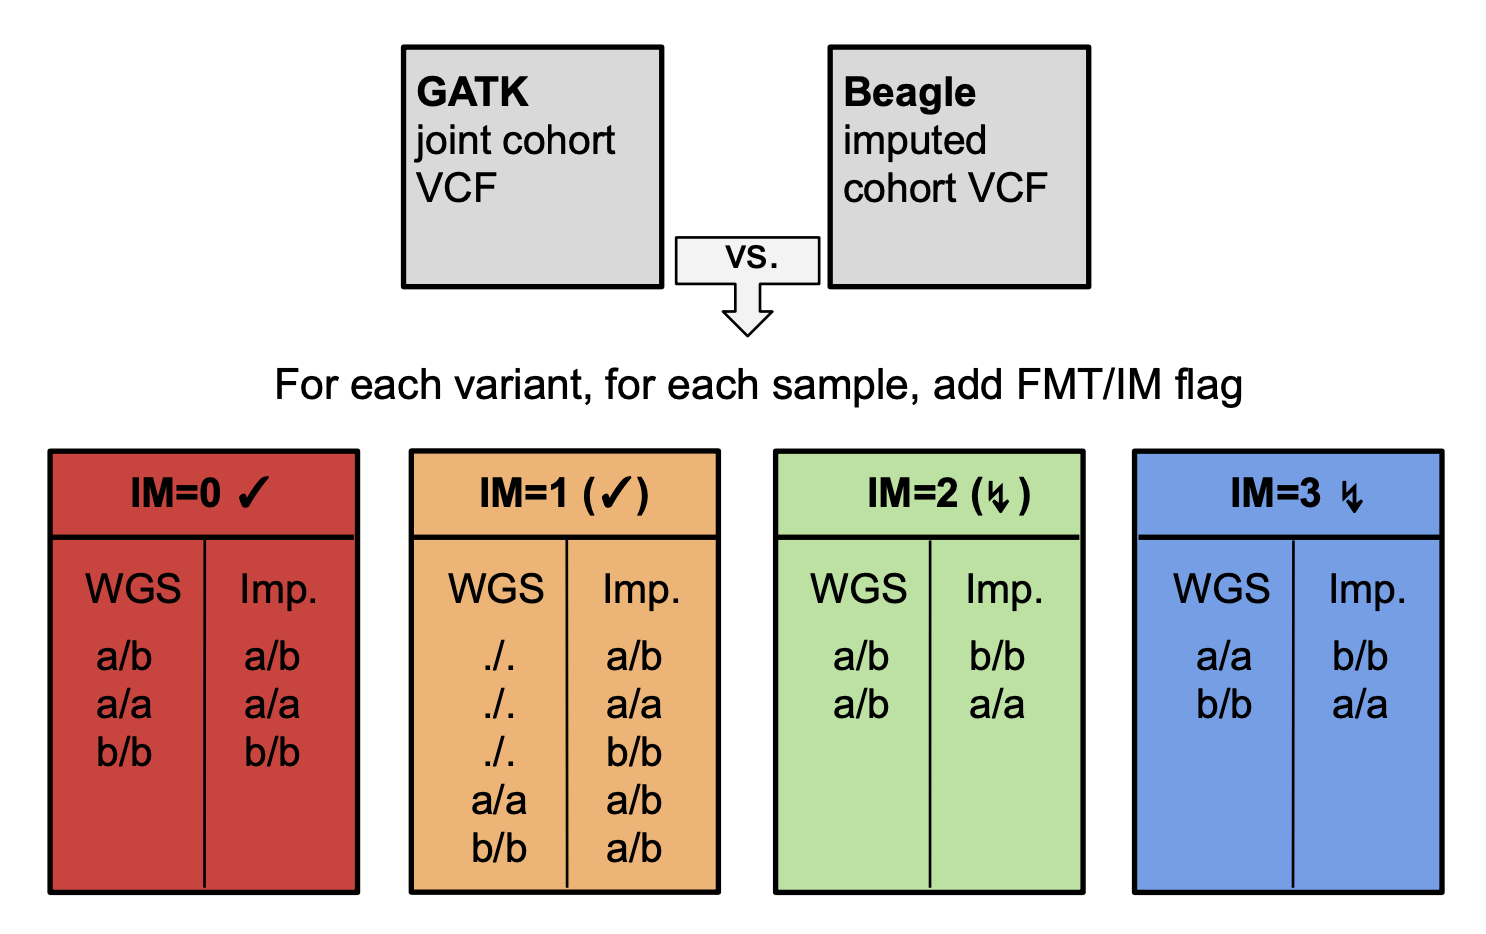 GATK
joint cohort
VCF
Beagle
imputed
cohort VCF
vs.
For each variant, for each sample, add FMT/IM flag
IM=0 ✓
WGS Imp.
a/b a/b
a/a a/a
b/b b/b
IM=1 (✓)
WGS Imp.
./. a/b
./. a/a
./. b/b
a/a a/b
b/b a/b
IM=2 (↯)
WGS Imp.
a/b b/b
a/b a/a
IM=3 ↯
WGS Imp.
a/a b/b
b/b a/a